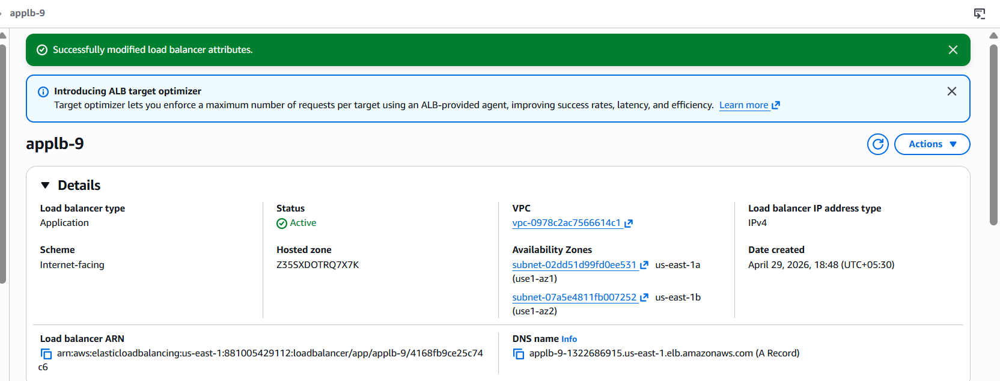 applb-9
Successfully modified load balancer attributes.
Introducing ALB target optimizer
Target optimizer lets you enforce a maximum number of requests per target using an ALB-provided agent, improving success rates, latency, and efficiency. Learn more
applb-9
Actions
Details
Load balancer type
Application
Status
Active
VPC
vpc-0978c2ac7566614c1
Load balancer IP address type
IPv4
Scheme
Internet-facing
Hosted zone
Z35SXDOTRQ7X7K
Availability Zones
subnet-02dd51d99fd0ee531 us-east-1a
(use1-az1)
subnet-07a5e4811fb007252 us-east-1b
(use1-az2)
Date created
April 29, 2026, 18:48 (UTC+05:30)
Load balancer ARN
arn:aws:elasticloadbalancing:us-east-1:881005429112:loadbalancer/app/applb-9/4168fb9ce25c74
c6
DNS name Info
applb-9-1322686915.us-east-1.elb.amazonaws.com (A Record)